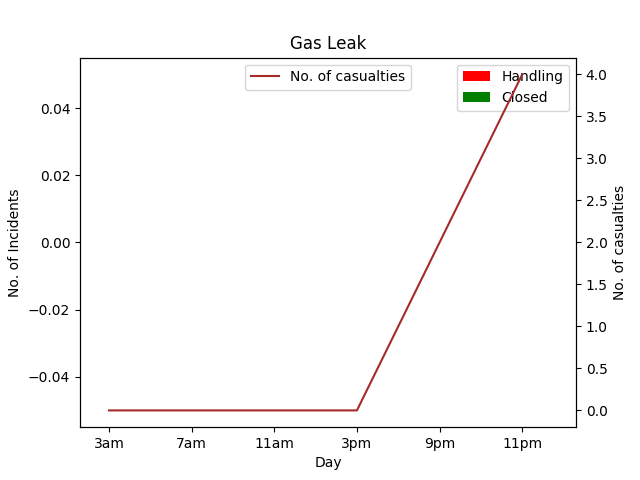 Gas Leak
No. of casualties
Handling
Closed
No. of Incidents
0.04
0.02
0.00
−0.02
−0.04
4.0
3.5
3.0
2.5
2.0
1.5
1.0
0.5
0.0
No. of casualties
3am 7am 11am 3pm 9pm 11pm
Day